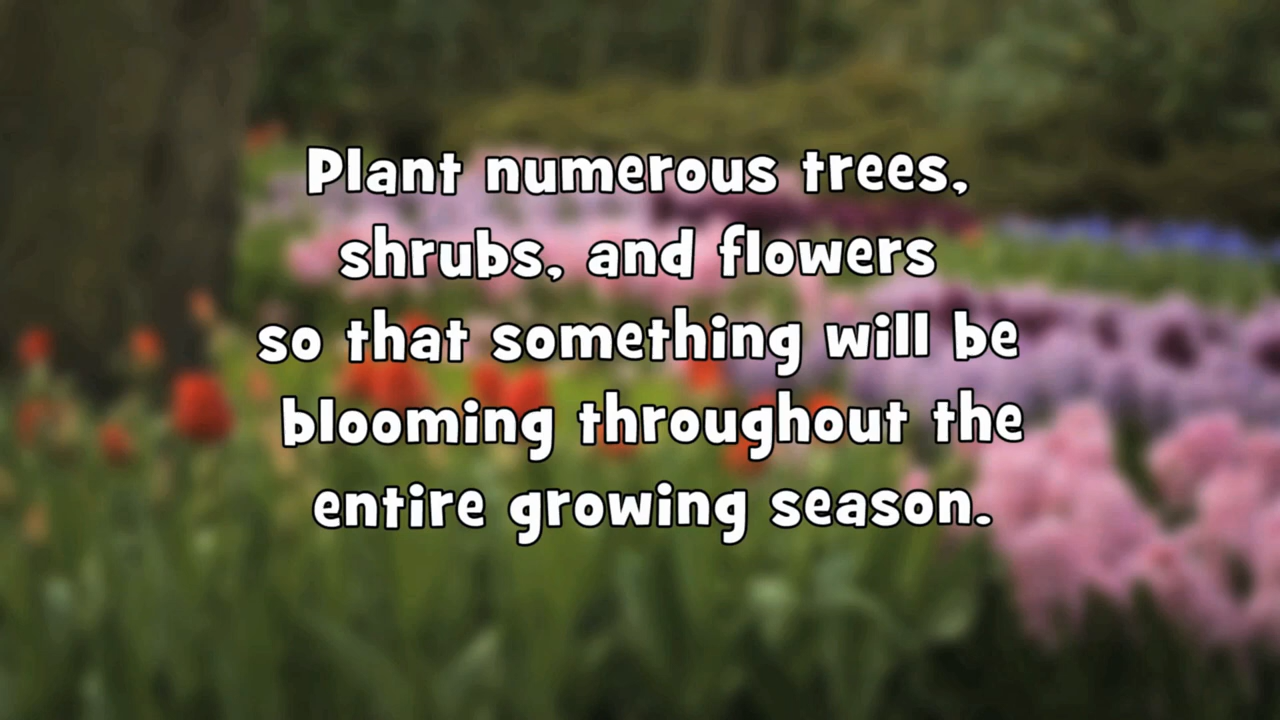 Plant numerous trees,
shrubs, and flowers
so that something will be
blooming throughout the
entire growing season.